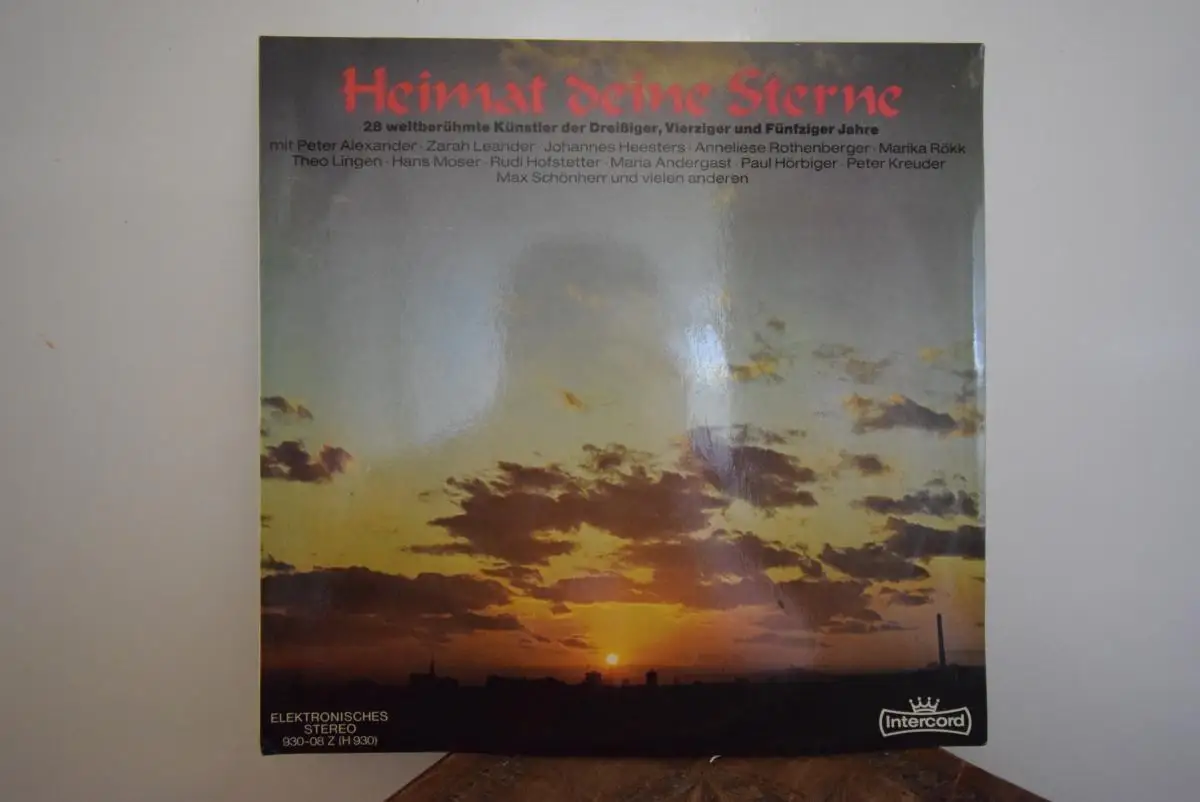 Heimat deine Sterne
28 weltberühmte Künstler der Dreißiger, Vierziger und Fünfziger Jahre
mit Peter Alexander · Zarah Leander · Johannes Heesters · Anneliese Rothenberger · Marika Rökk
Theo Lingen · Hans Moser · Rudi Hofstetter · Maria Andergast · Paul Hörbiger · Peter Kreuder
Max Schönherr und vielen anderen
ELEKTRONISCHES
STEREO
930-08 Z (H 930)
Intercord